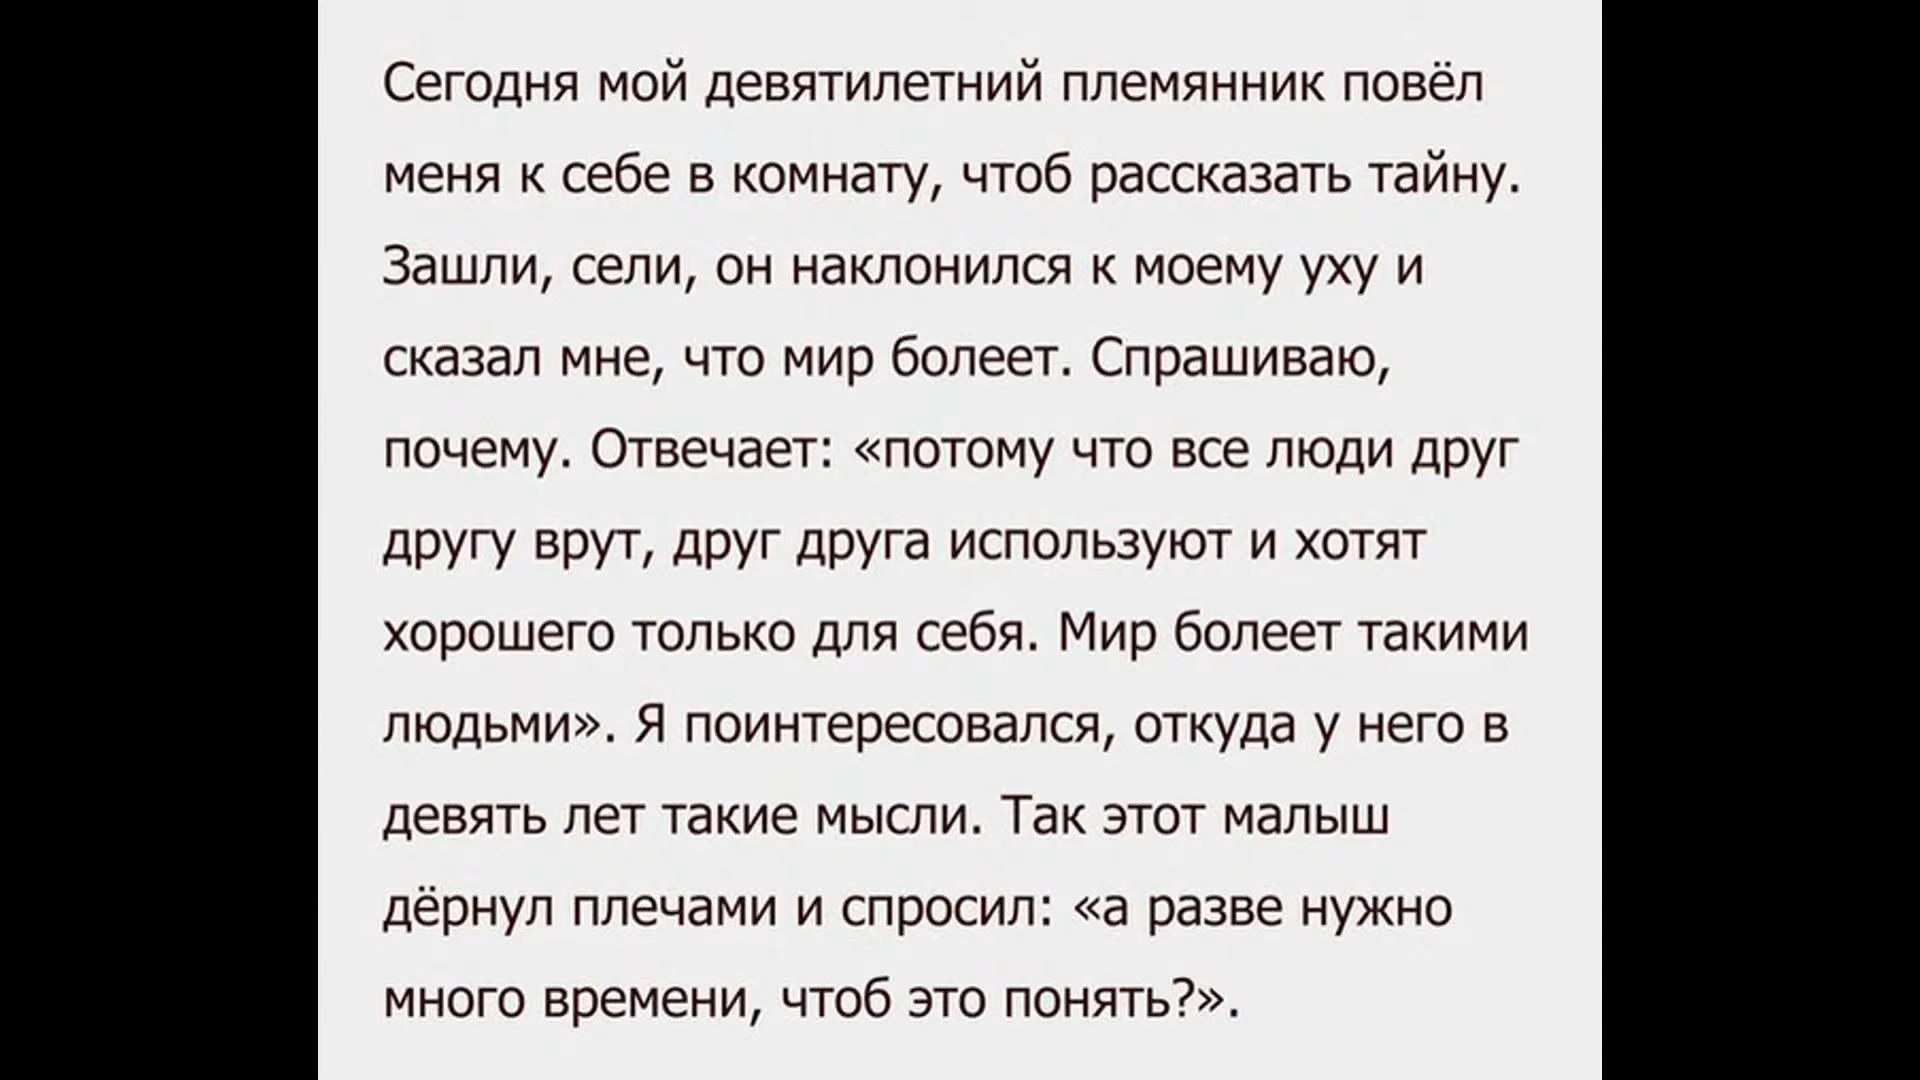 Сегодня мой девятилетний племянник повёл
меня к себе в комнату, чтоб рассказать тайну.
Зашли, сели, он наклонился к моему уху и
сказал мне, что мир болеет. Спрашиваю,
почему. Отвечает: «потому что все люди друг
другу врут, друг друга используют и хотят
хорошего только для себя. Мир болеет такими
людьми». Я поинтересовался, откуда у него в
девять лет такие мысли. Так этот малыш
дёрнул плечами и спросил: «а разве нужно
много времени, чтоб это понять?».